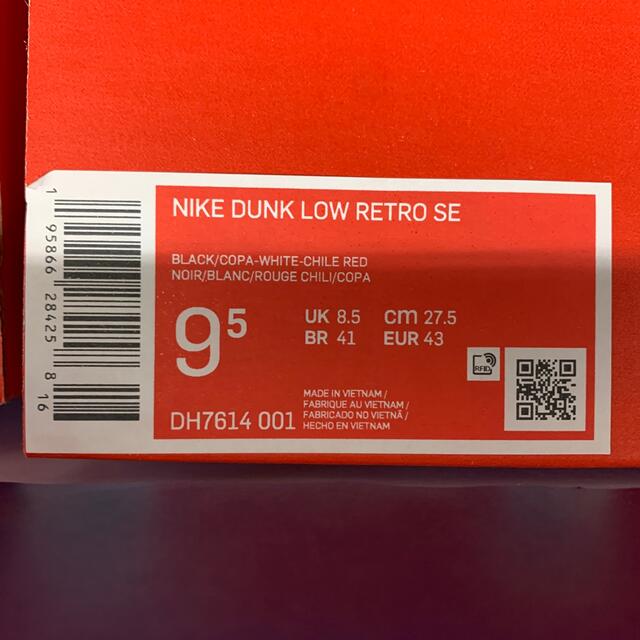 NIKE DUNK LOW RETRO SE
BLACK/COPA-WHITE-CHILE RED
NOIR/BLANC/ROUGE CHILI/COPA
9⁵
UK 8.5 cm 27.5
BR 41 EUR 43
RFID
DH7614 001
MADE IN VIETNAM /
FABRIQUE AU VIETNAM /
FABRICADO NO VIETNÃ /
HECHO EN VIETNAM
1 95866 28425 8 16